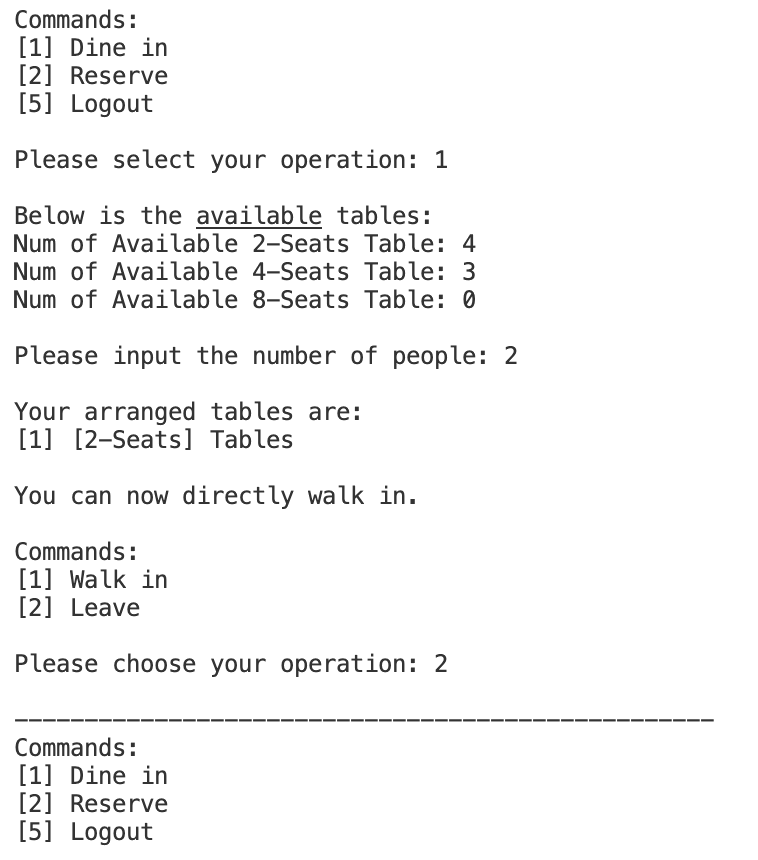 Commands:
[1] Dine in
[2] Reserve
[5] Logout
Please select your operation: 1
Below is the available tables:
Num of Available 2-Seats Table: 4
Num of Available 4-Seats Table: 3
Num of Available 8-Seats Table: 0
Please input the number of people: 2
Your arranged tables are:
[1] [2-Seats] Tables
You can now directly walk in.
Commands:
[1] Walk in
[2] Leave
Please choose your operation: 2
--------------------------------------------------
Commands:
[1] Dine in
[2] Reserve
[5] Logout